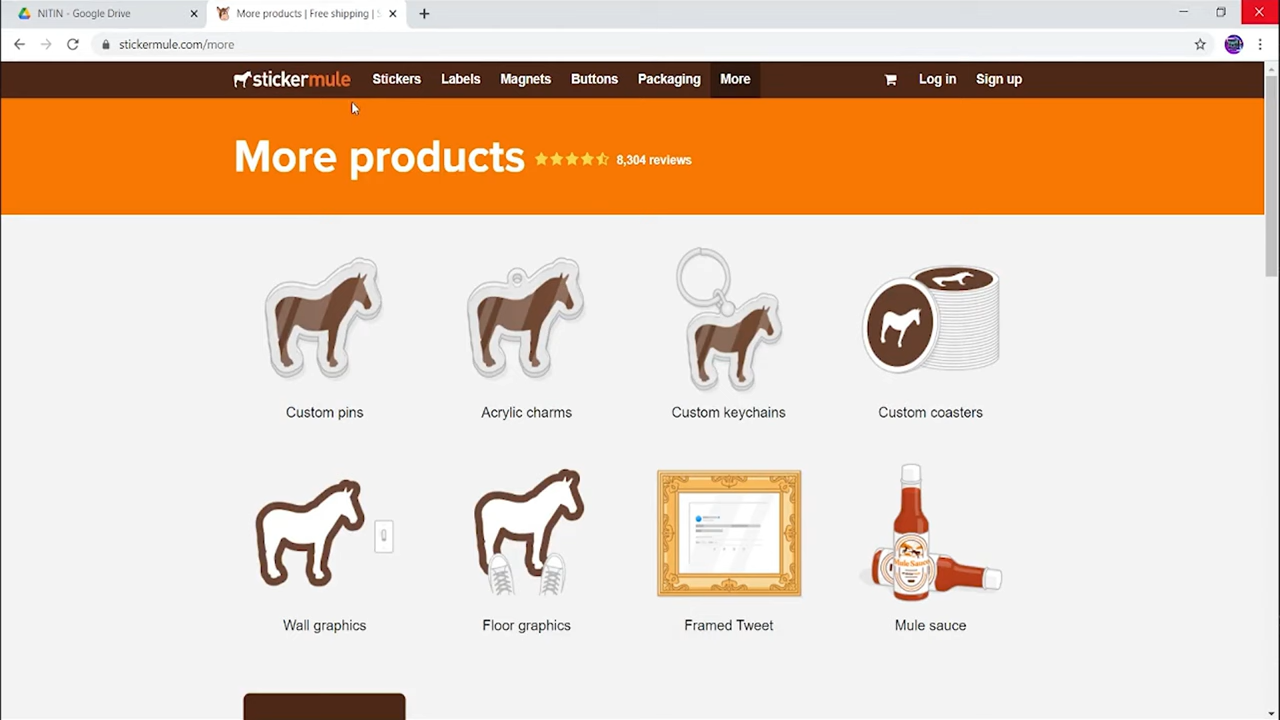 NITIN - Google Drive
More products | Free shipping |
stickermule.com/more
stickermule Stickers Labels Magnets Buttons Packaging More Log in Sign up
More products 8,304 reviews
Custom pins Acrylic charms Custom keychains Custom coasters
Mule Sauce
Wall graphics Floor graphics Framed Tweet Mule sauce